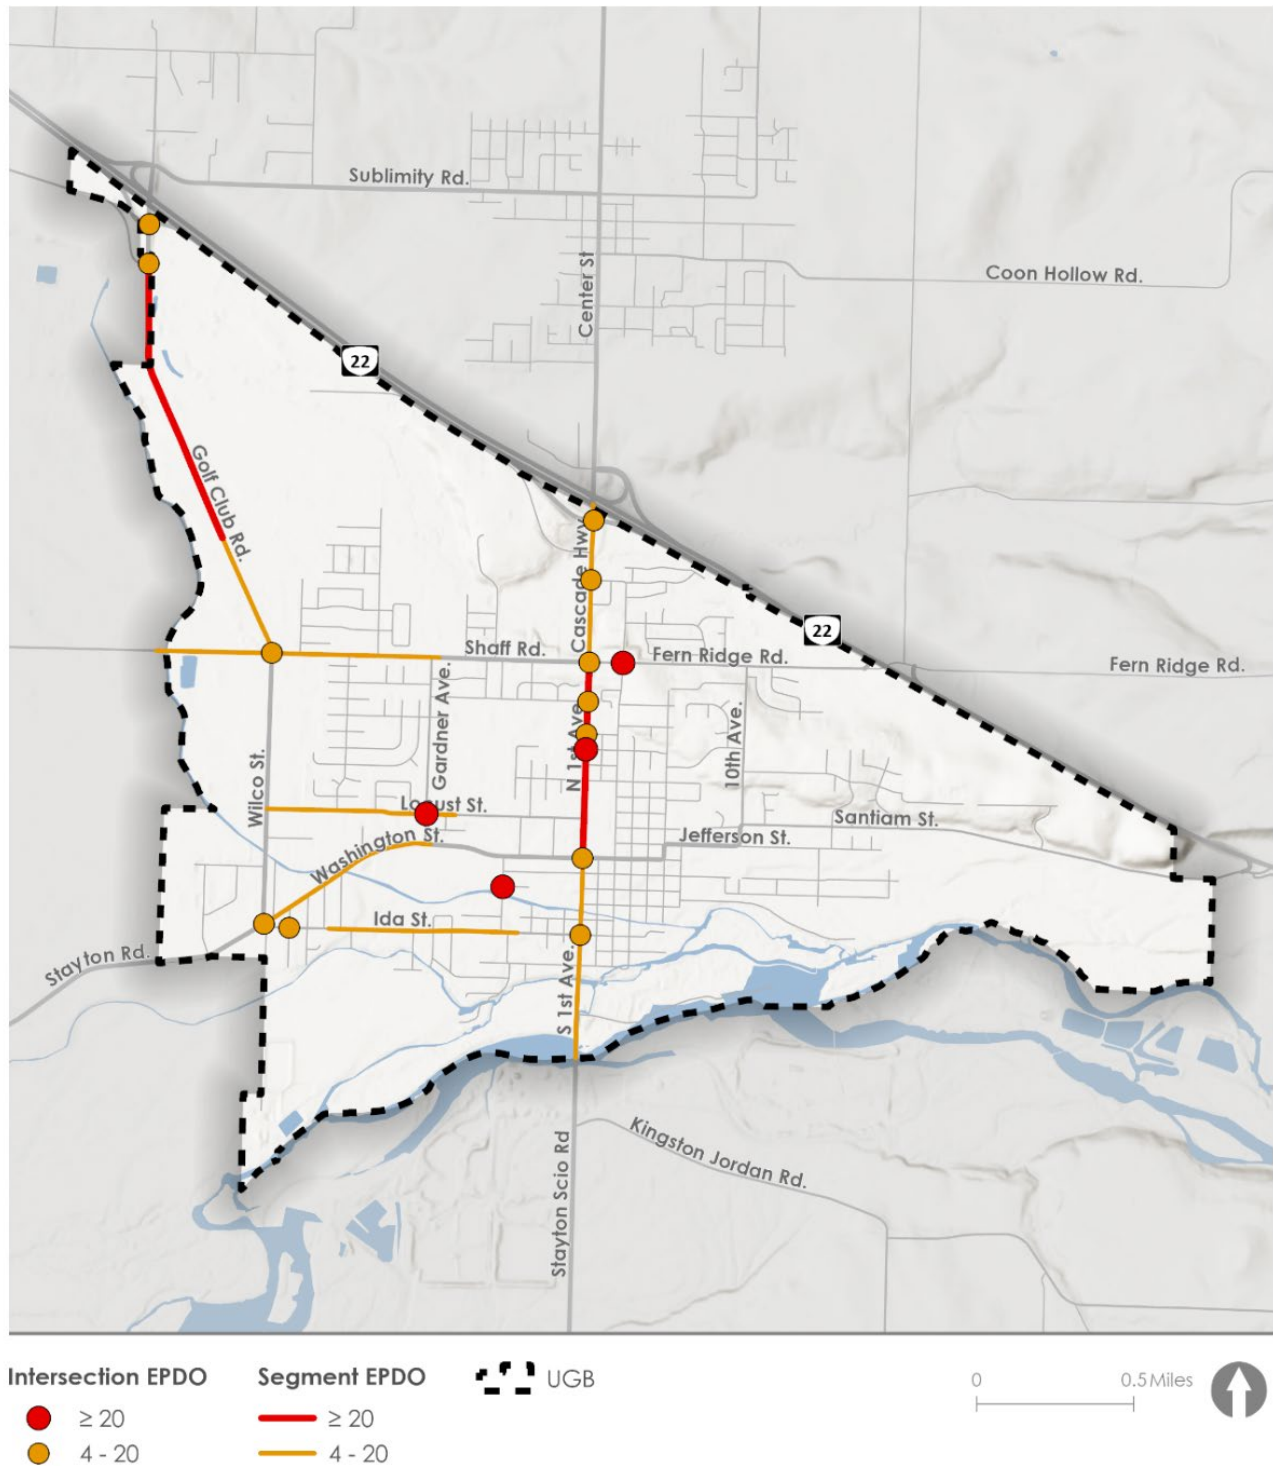 Sublimity Rd.
Coon Hollow Rd.
Center St
22
Golf Club Rd.
Cascade Hwy
22
Shaff Rd.
Fern Ridge Rd.
Fern Ridge Rd.
Gardner Ave.
N 1st Ave.
10th Ave.
Wilco St.
Locust St.
Santiam St.
Washington St.
Jefferson St.
Ida St.
Stayton Rd.
S 1st Ave.
Kingston Jordan Rd.
Stayton Scio Rd
Intersection EPDO
≥ 20
4 - 20
Segment EPDO
≥ 20
4 - 20
UGB
0 0.5 Miles